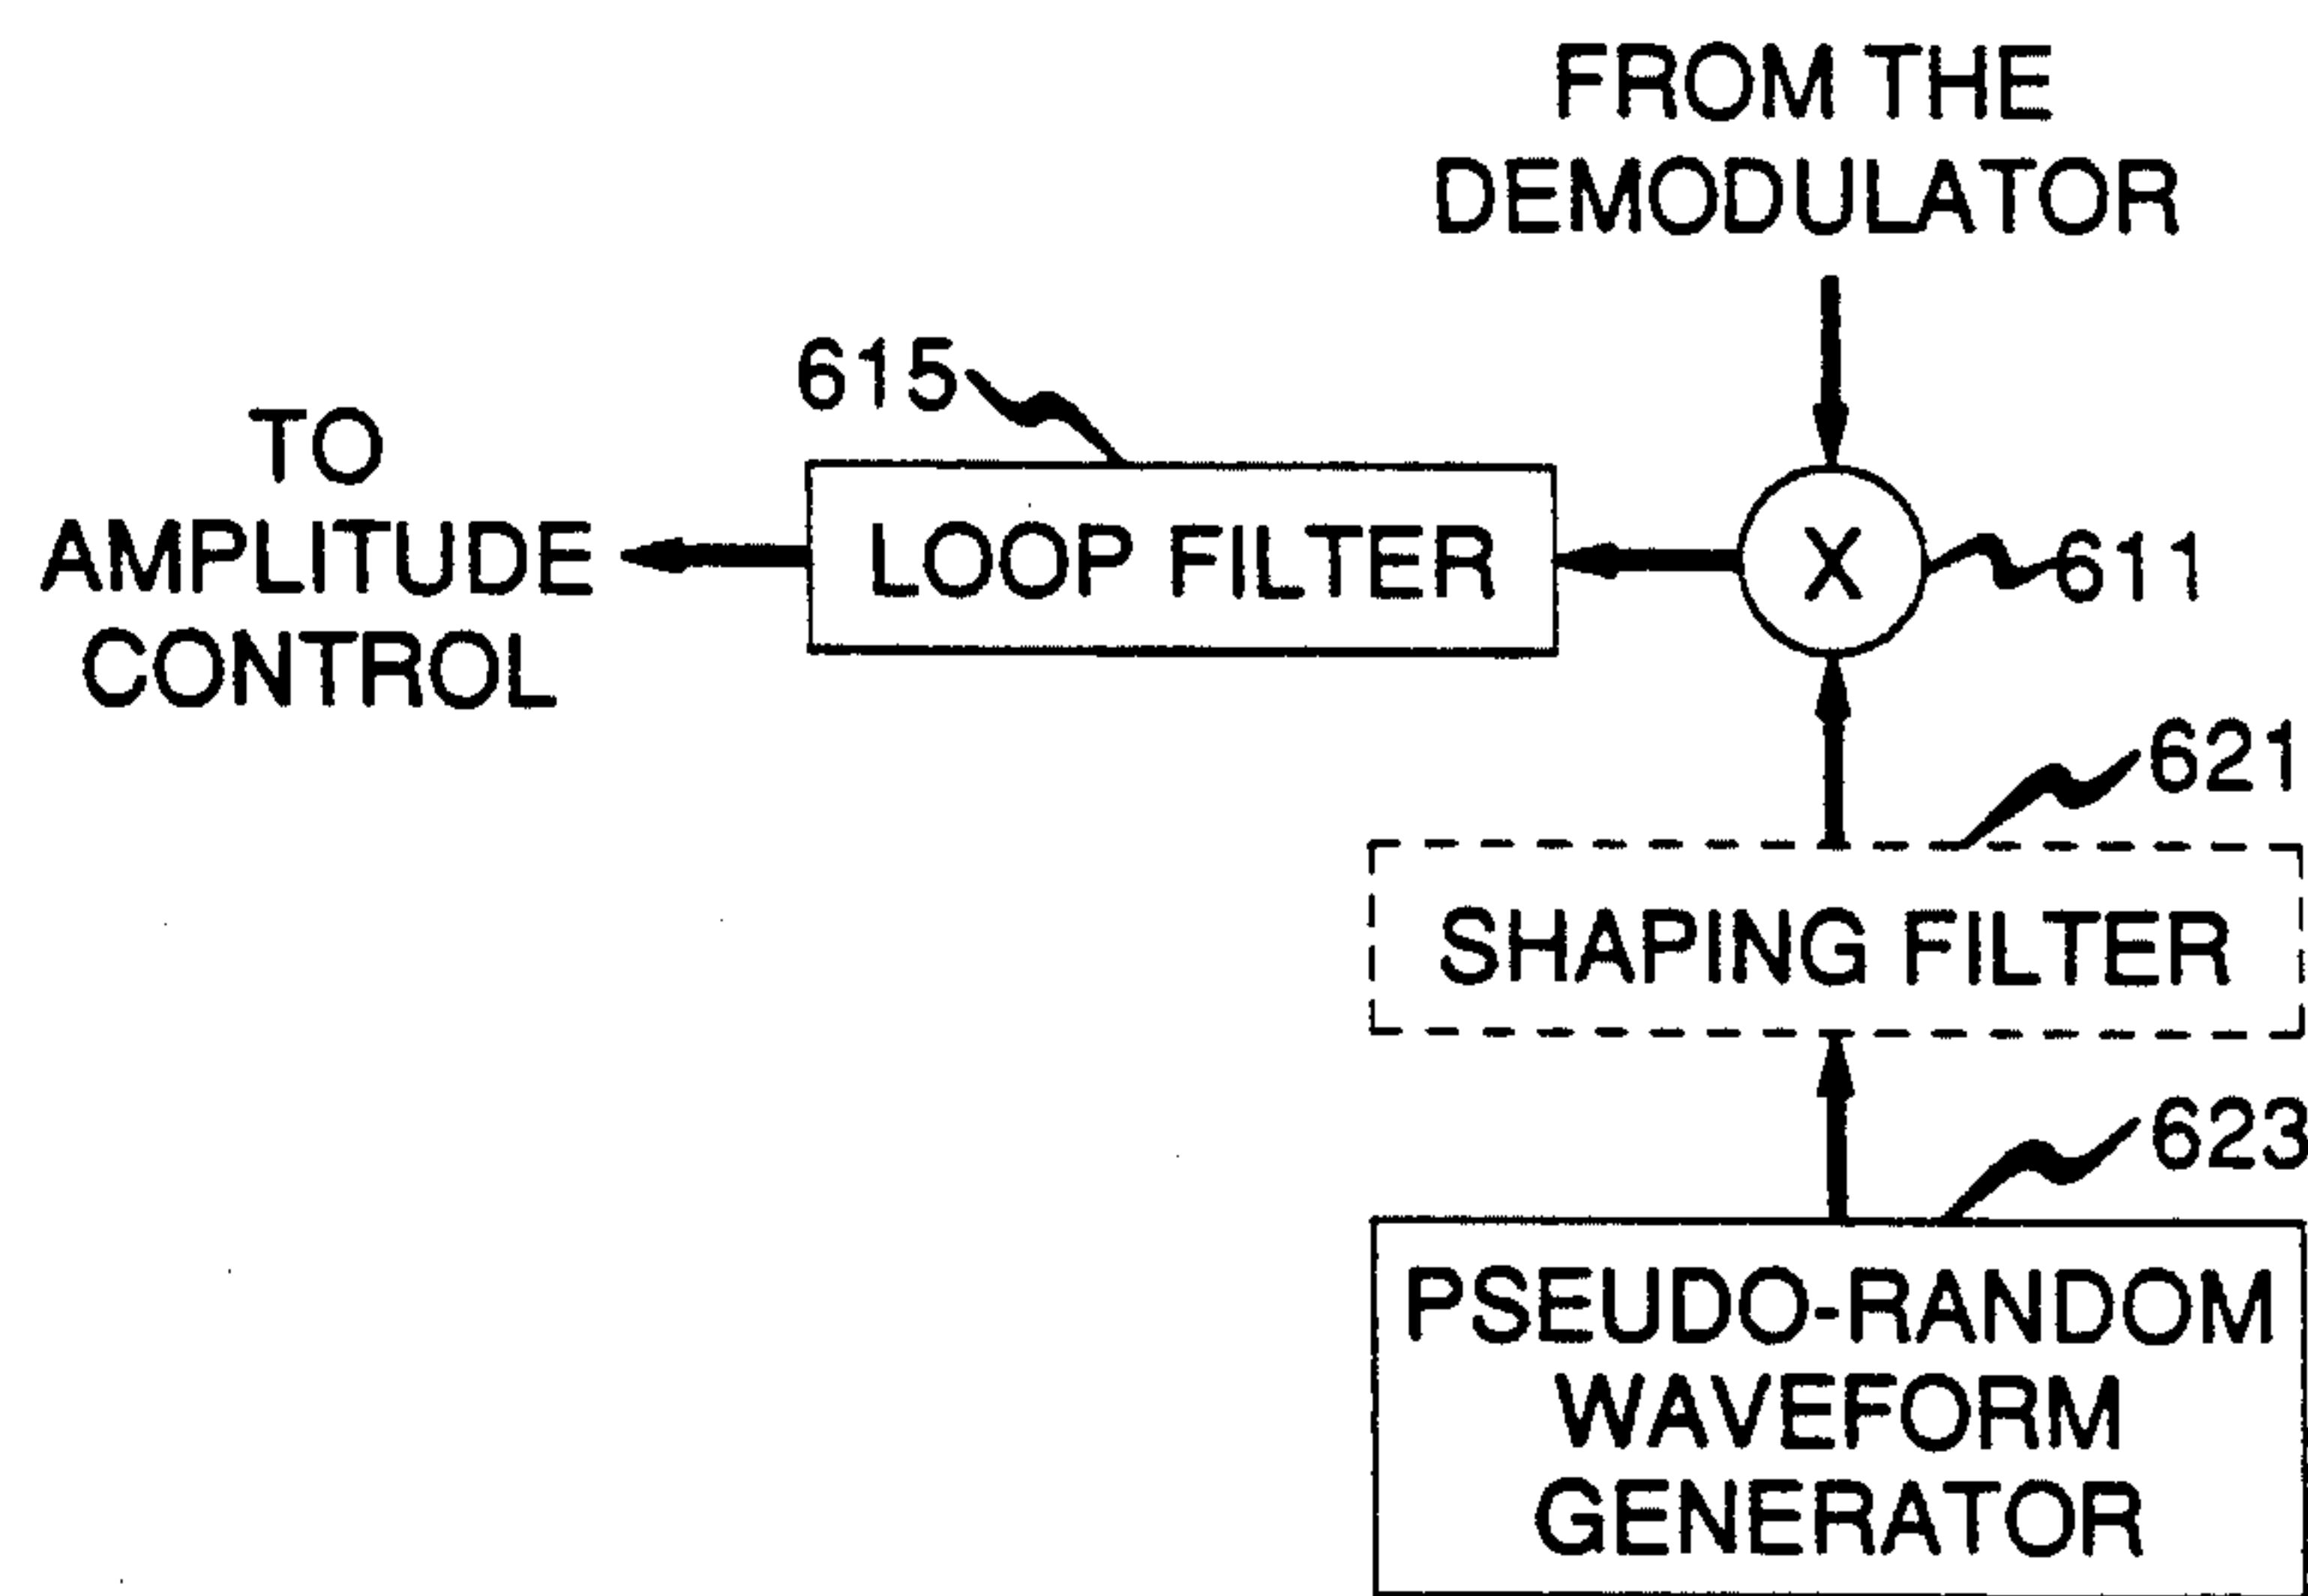 FROM THE
DEMODULATOR
615
TO
AMPLITUDE
CONTROL
LOOP FILTER
X
611
621
SHAPING FILTER
623
PSEUDO-RANDOM
WAVEFORM
GENERATOR